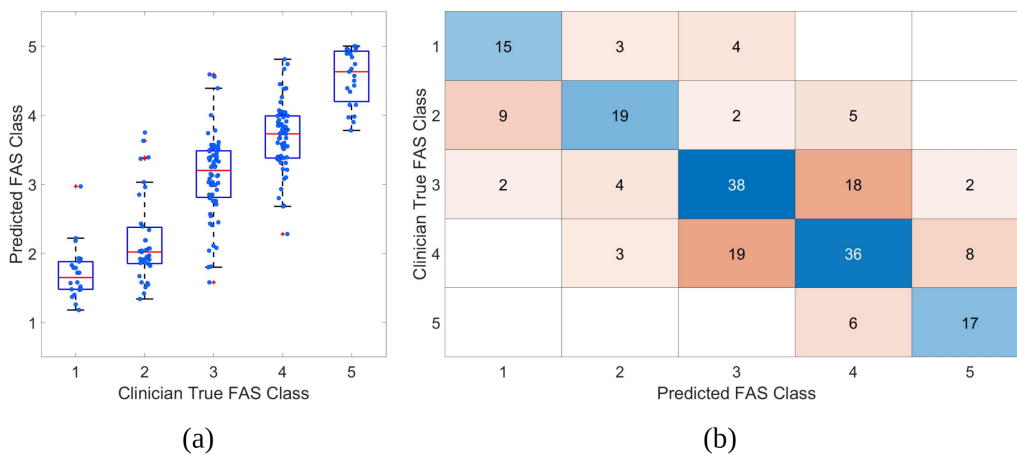 Predicted FAS Class
5
4
3
2
1
1 2 3 4 5
Clinician True FAS Class
(a)
Clinician True FAS Class
1 15 3 4
2 9 19 2 5
3 2 4 38 18 2
4 3 19 36 8
5 6 17
1 2 3 4 5
Predicted FAS Class
(b)